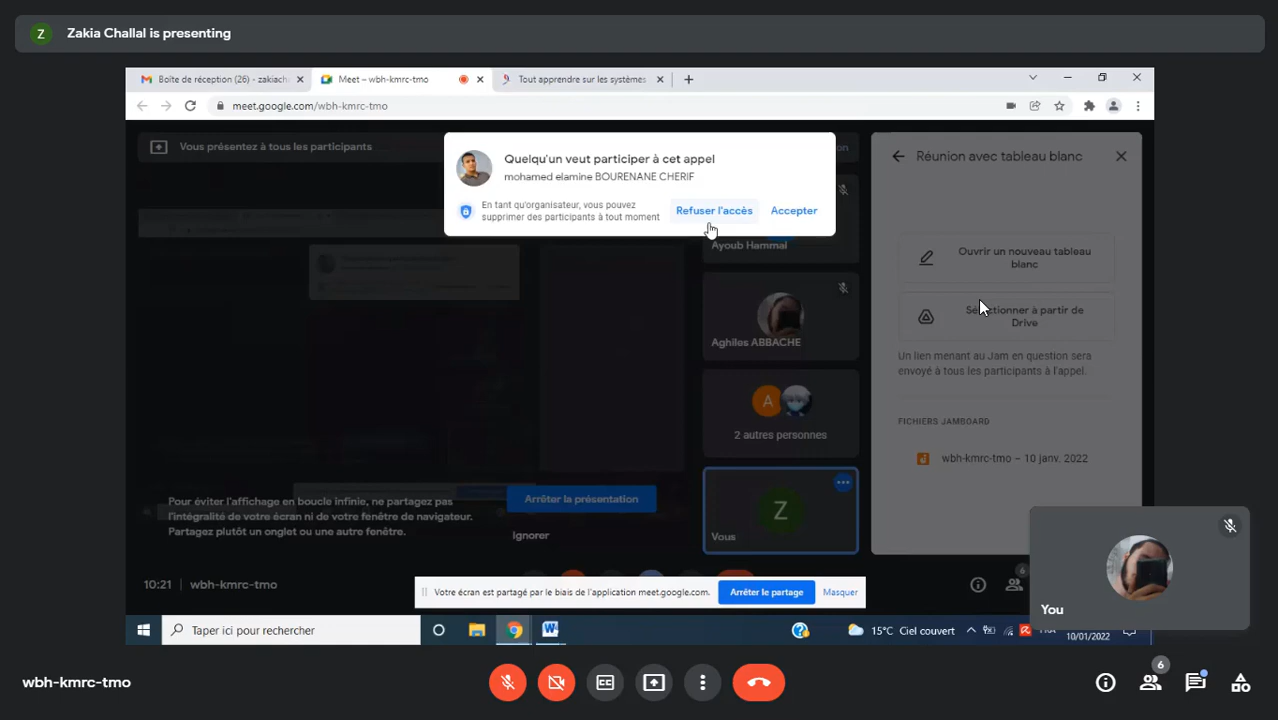 Z Zakia Challal is presenting
Boîte de réception (26) - zakiach
Meet – wbh-kmrc-tmo
Tout apprendre sur les systèmes
meet.google.com/wbh-kmrc-tmo
Vous présentez à tous les participants
Quelqu'un veut participer à cet appel
mohamed elamine BOURENANE CHERIF
En tant qu'organisateur, vous pouvez
supprimer des participants à tout moment
Refuser l'accès
Accepter
on
Ayoub Hammal
Aghiles ABBACHE
A
2 autres personnes
Z
Vous
Réunion avec tableau blanc
Ouvrir un nouveau tableau
blanc
Sélectionner à partir de
Drive
Un lien menant au Jam en question sera
envoyé à tous les participants à l'appel.
FICHIERS JAMBOARD
wbh-kmrc-tmo – 10 janv. 2022
Pour éviter l'affichage en boucle infinie, ne partagez pas
l'intégralité de votre écran ni de votre fenêtre de navigateur.
Partagez plutôt un onglet ou une autre fenêtre.
Arrêter la présentation
Ignorer
10:21 | wbh-kmrc-tmo
6
Votre écran est partagé par le biais de l'application meet.google.com.
Arrêter le partage
Masquer
You
Taper ici pour rechercher
15°C Ciel couvert
10/01/2022
wbh-kmrc-tmo
6